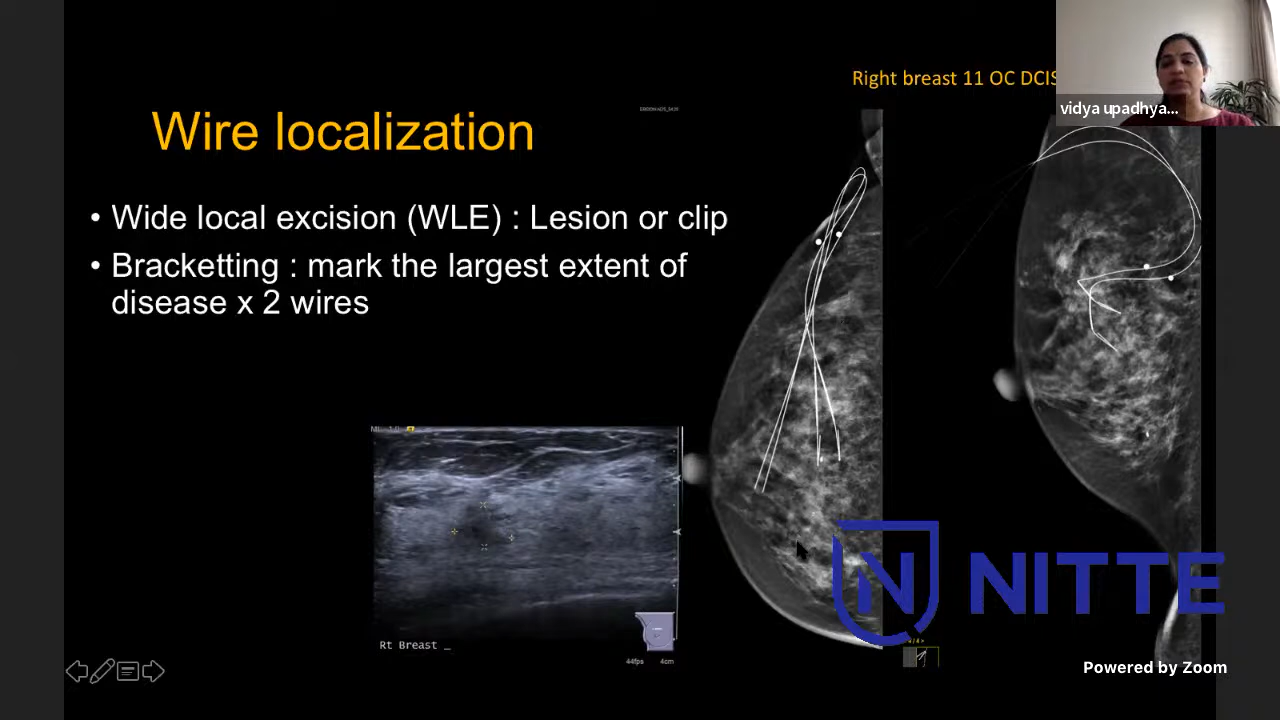 Right breast 11 OC DCIS
vidya upadhya...
Wire localization
• Wide local excision (WLE) : Lesion or clip
• Bracketting : mark the largest extent of
disease x 2 wires
Rt Breast _
44fps 4cm
NITTE
Powered by Zoom